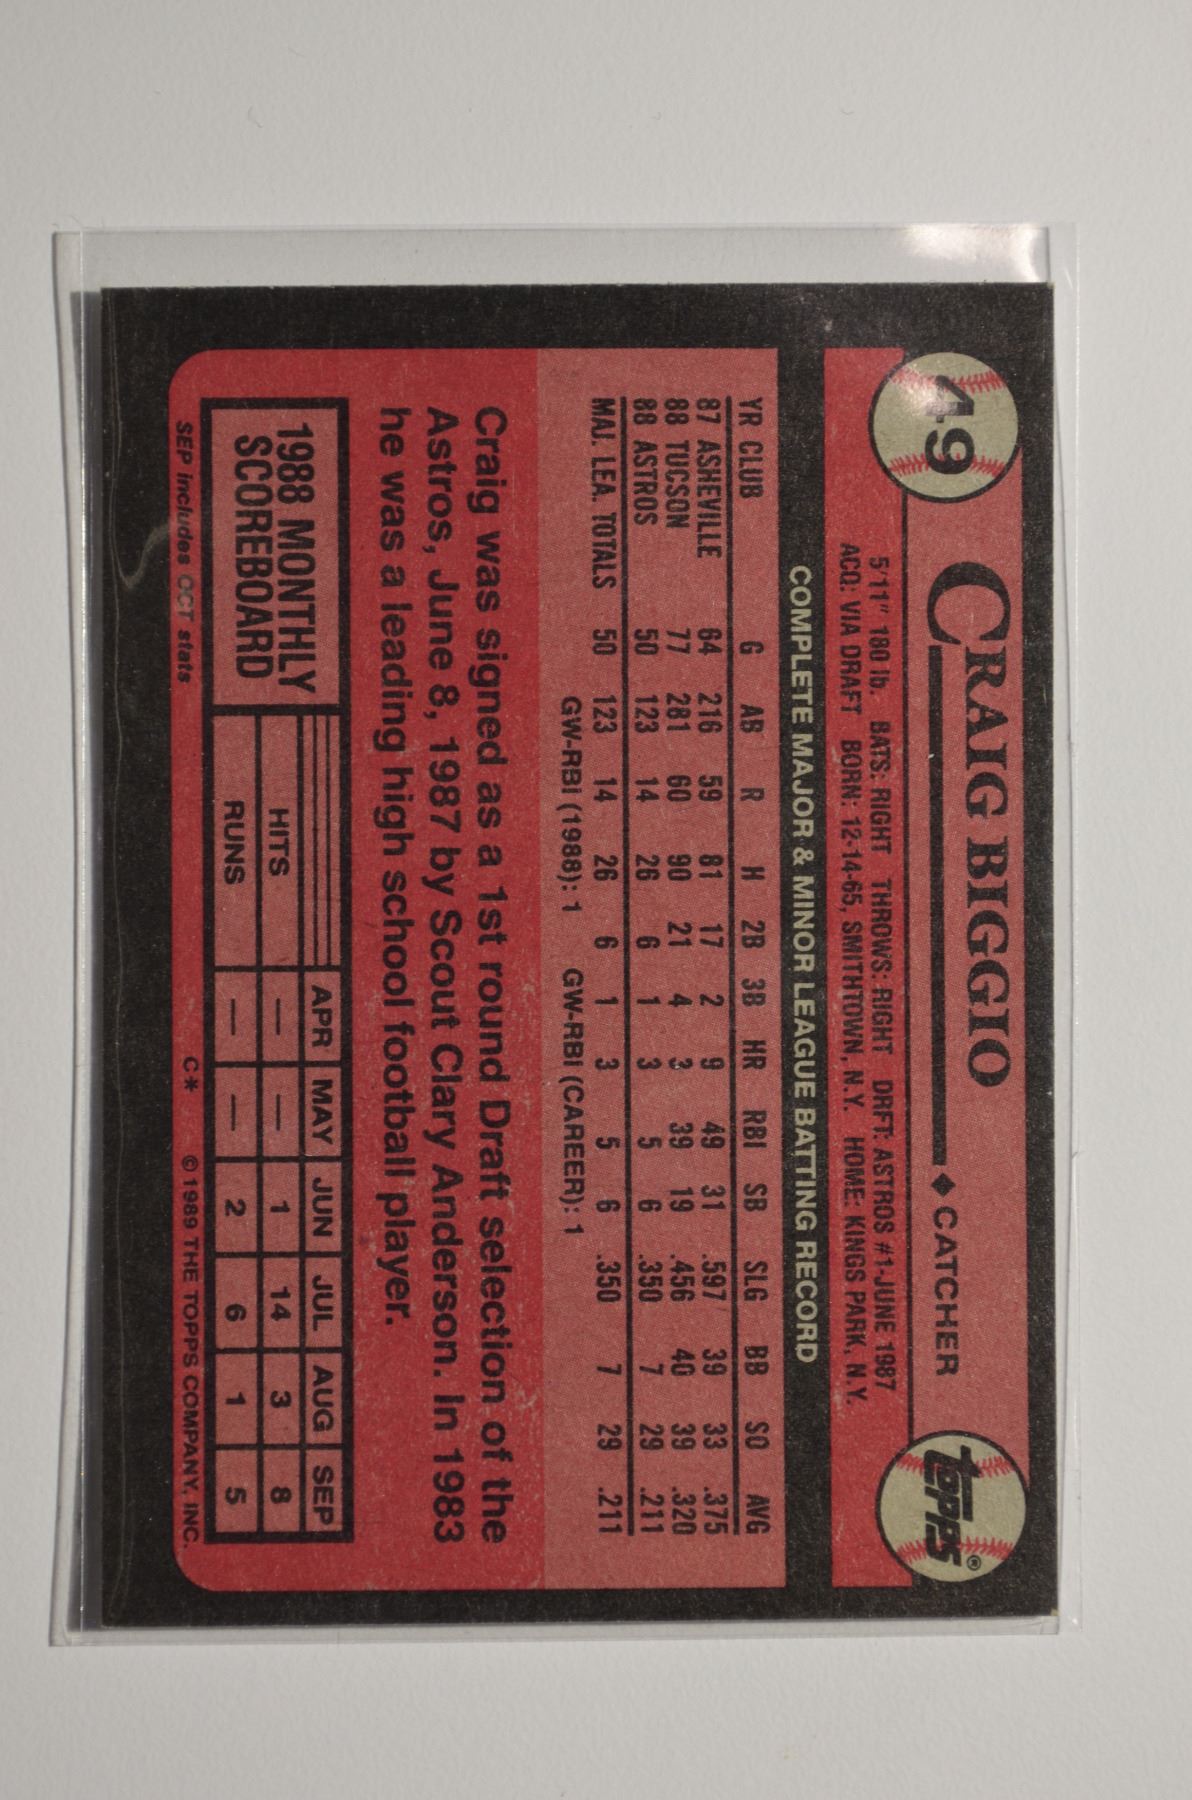 49
CRAIG BIGGIO ♦ CATCHER
TOPPS®
5'11" 180 lb. BATS: RIGHT THROWS: RIGHT DRFT: ASTROS #1-JUNE 1987
ACQ: VIA DRAFT BORN: 12-14-65, SMITHTOWN, N.Y. HOME: KINGS PARK, N.Y.
COMPLETE MAJOR & MINOR LEAGUE BATTING RECORD
YR CLUB G AB R H 2B 3B HR RBI SB SLG BB SO AVG
87 ASHEVILLE 64 216 59 81 17 2 9 49 31 .597 39 33 .375
88 TUCSON 77 281 60 90 21 4 3 39 19 .456 40 39 .320
88 ASTROS 50 123 14 26 6 1 3 5 6 .350 7 29 .211
MAJ. LEA. TOTALS 50 123 14 26 6 1 3 5 6 .350 7 29 .211
GW-RBI (1988): 1 GW-RBI (CAREER): 1
Craig was signed as a 1st round Draft selection of the
Astros, June 8, 1987 by Scout Clary Anderson. In 1983
he was a leading high school football player.
1988 MONTHLY
SCOREBOARD
APR MAY JUN JUL AUG SEP
HITS — — 1 14 3 8
RUNS — — 2 6 1 5
SEP includes OCT stats C* © 1989 THE TOPPS COMPANY, INC.